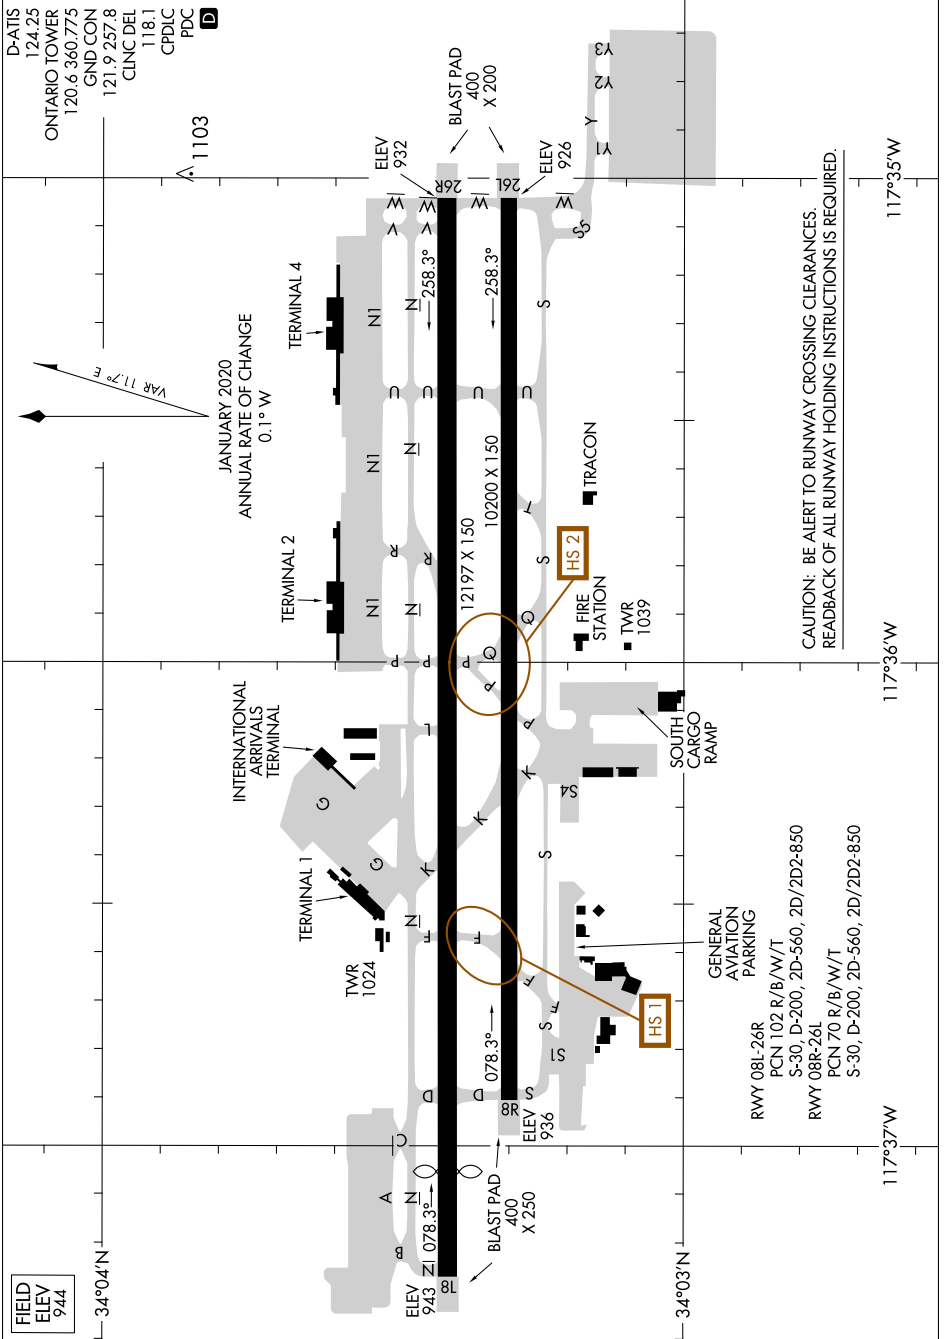 D-ATIS
124.25
ONTARIO TOWER
120.6 360.775
GND CON
121.9 257.8
CLNC DEL
118.1
CPDLC
PDC
D
1103
BLAST PAD
400
X 200
ELEV
932
ELEV
926
26R
26L
Y3
Y2
Y
Y1
W
W
W
W
V
V
S5
117°35'W
TERMINAL 4
N1
N
258.3°
258.3°
S
VAR 11.7° E
JANUARY 2020
ANNUAL RATE OF CHANGE
0.1° W
U
U
U
U
N1
N
10200 X 150
12197 X 150
T
TRACON
TERMINAL 2
R
R
S
HS 2
N1
N
Q
Q
FIRE
STATION
TWR
1039
P
P
P
P
P
117°36'W
CAUTION: BE ALERT TO RUNWAY CROSSING CLEARANCES.
READBACK OF ALL RUNWAY HOLDING INSTRUCTIONS IS REQUIRED.
INTERNATIONAL
ARRIVALS
TERMINAL
L
SOUTH
CARGO
RAMP
G
G
K
K
K
S4
S
TERMINAL 1
N
F
F
F
F
TWR
1024
GENERAL
AVIATION
PARKING
HS 1
S
S1
078.3°
D
D
S
8R
ELEV
936
RWY 08L-26R
PCN 102 R/B/W/T
S-30, D-200, 2D-560, 2D/2D2-850
RWY 08R-26L
PCN 70 R/B/W/T
S-30, D-200, 2D-560, 2D/2D2-850
117°37'W
C
A
N
B
078.3°
N
BLAST PAD
400
X 250
ELEV
943
8L
FIELD
ELEV
944
34°04'N
34°03'N